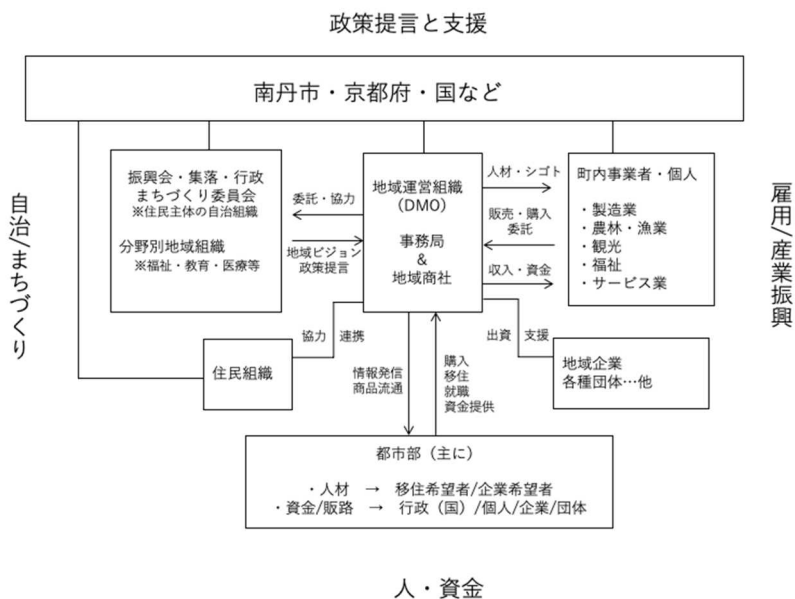 政策提言と支援
南丹市・京都府・国など
自治/まちづくり
振興会・集落・行政
まちづくり委員会
※住民主体の自治組織
分野別地域組織
※福祉・教育・医療等
委託・協力
地域ビジョン
政策提言
地域運営組織
（DMO）
事務局
&
地域商社
人材・シゴト
販売・購入
委託
収入・資金
町内事業者・個人
・製造業
・農林・漁業
・観光
・福祉
・サービス業
雇用/産業振興
住民組織
協力
連携
情報発信
商品流通
購入
移住
就職
資金提供
出資
支援
地域企業
各種団体…他
都市部（主に）
・人材 → 移住希望者/企業希望者
・資金/販路 → 行政（国）/個人/企業/団体
人・資金